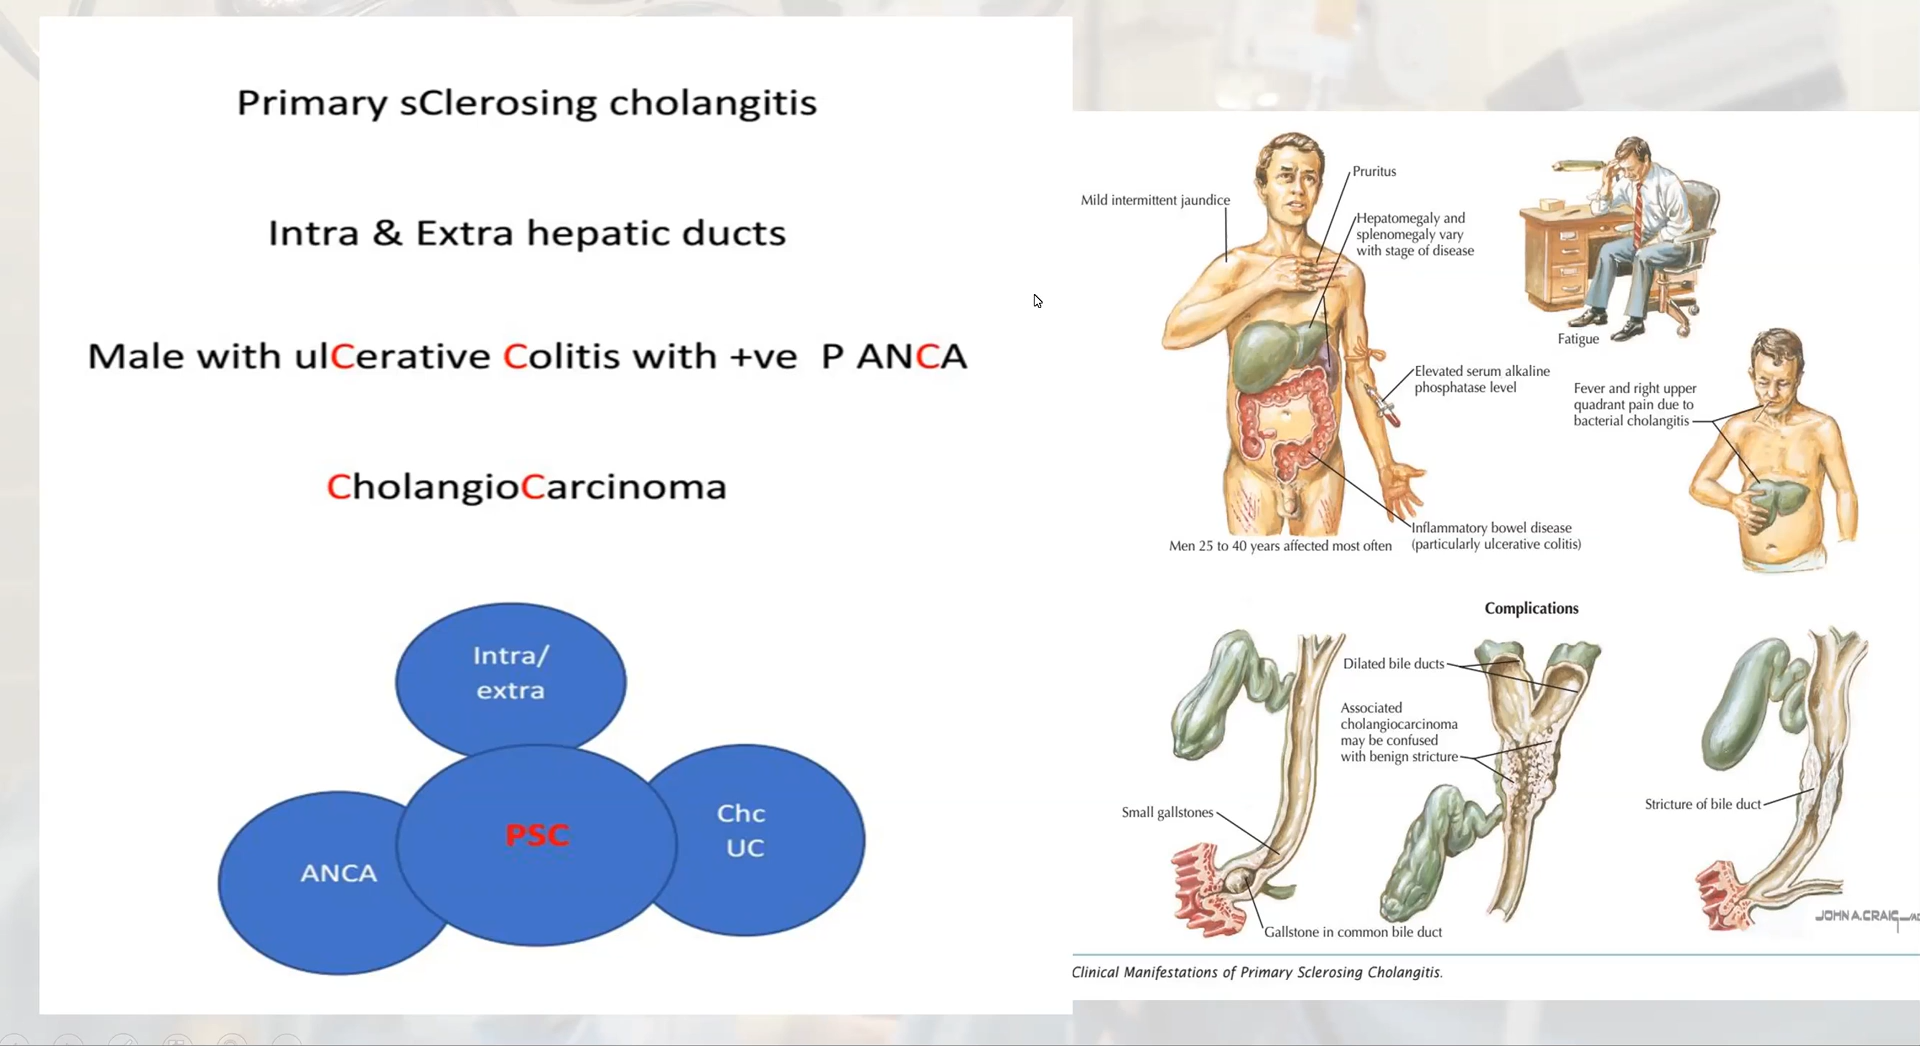 Primary sClerosing cholangitis
Intra & Extra hepatic ducts
Male with ulCerative Colitis with +ve P ANCA
CholangioCarcinoma
Intra/
extra
PSC
Chc
UC
ANCA
Mild intermittent jaundice
Pruritus
Hepatomegaly and
splenomegaly vary
with stage of disease
Fatigue
Elevated serum alkaline
phosphatase level
Fever and right upper
quadrant pain due to
bacterial cholangitis
Inflammatory bowel disease
(particularly ulcerative colitis)
Men 25 to 40 years affected most often
Complications
Dilated bile ducts
Associated
cholangiocarcinoma
may be confused
with benign stricture
Small gallstones
Stricture of bile duct
Gallstone in common bile duct
JOHN A.CRAIG
Clinical Manifestations of Primary Sclerosing Cholangitis.